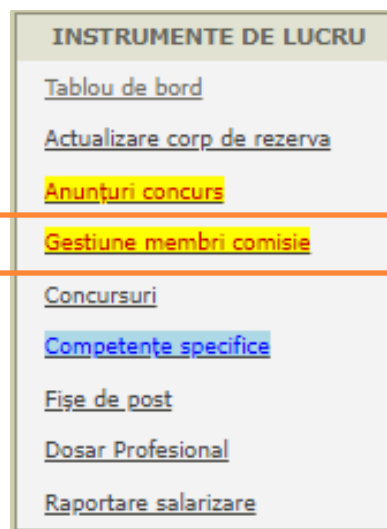 INSTRUMENTE DE LUCRU
Tablou de bord
Actualizare corp de rezerva
Anunțuri concurs
Gestiune membri comisie
Concursuri
Competențe specifice
Fișe de post
Dosar Profesional
Raportare salarizare